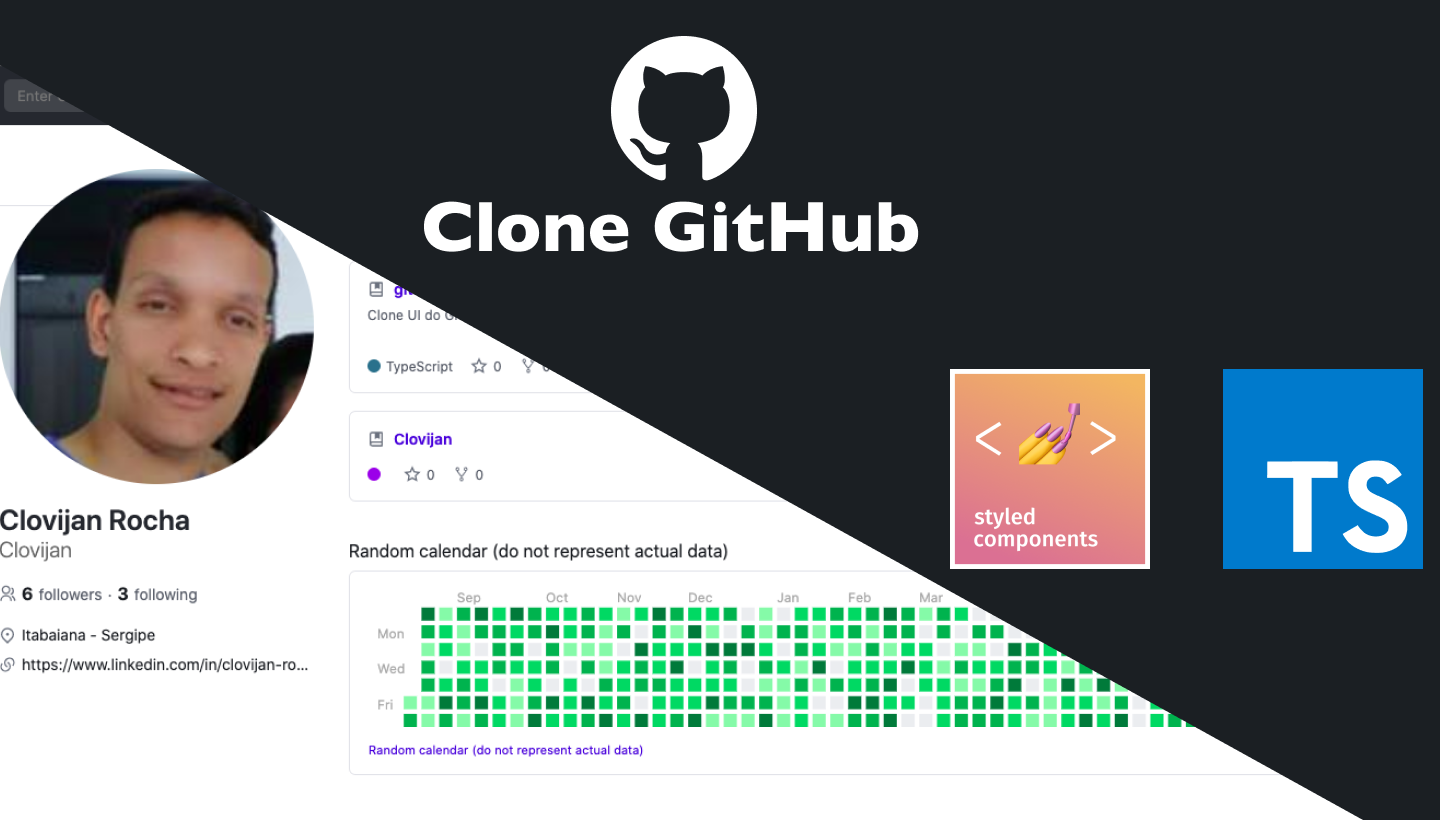 Enter
Clone GitHub
Clone UI do
TypeScript 0
Clovijan
0 0
< >
styled
components
TS
Clovijan Rocha
Clovijan
6 followers · 3 following
Itabaiana - Sergipe
https://www.linkedin.com/in/clovijan-ro...
Random calendar (do not represent actual data)
Sep Oct Nov Dec Jan Feb Mar
Mon
Wed
Fri
Random calendar (do not represent actual data)